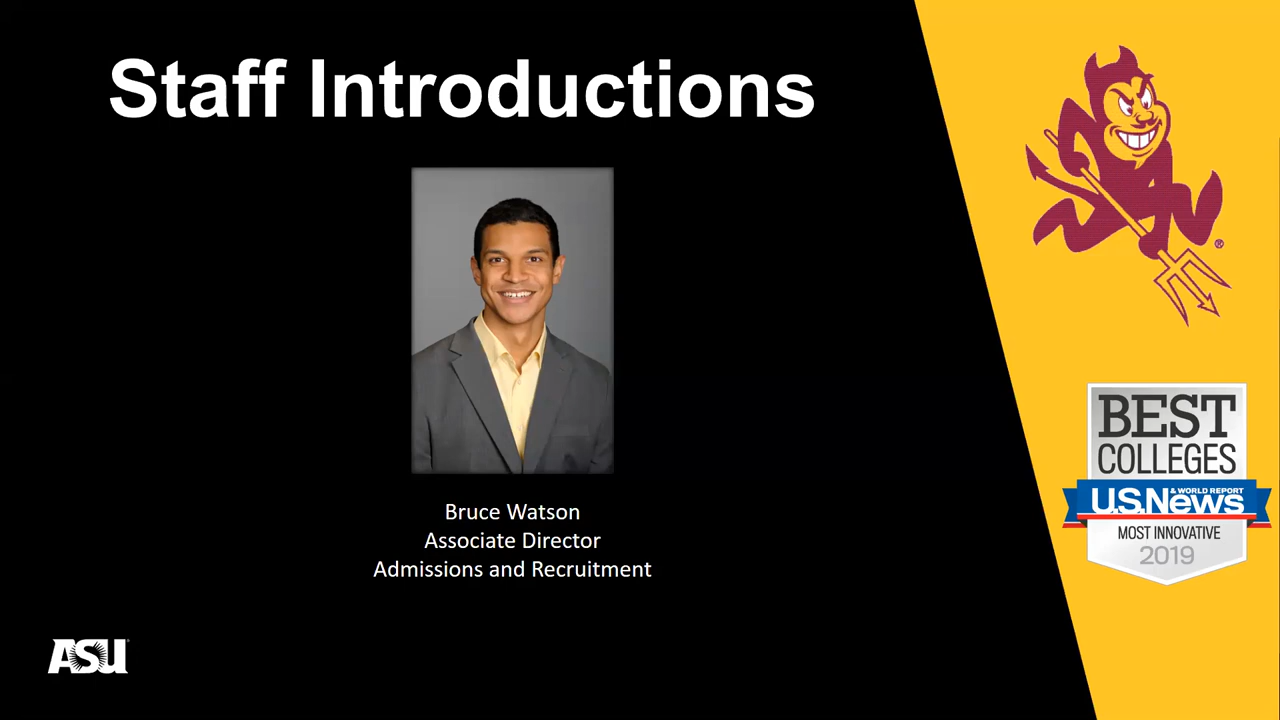 Staff Introductions
Bruce Watson
Associate Director
Admissions and Recruitment
ASU
®
BEST
COLLEGES
U.S. News
& WORLD REPORT
MOST INNOVATIVE
2019